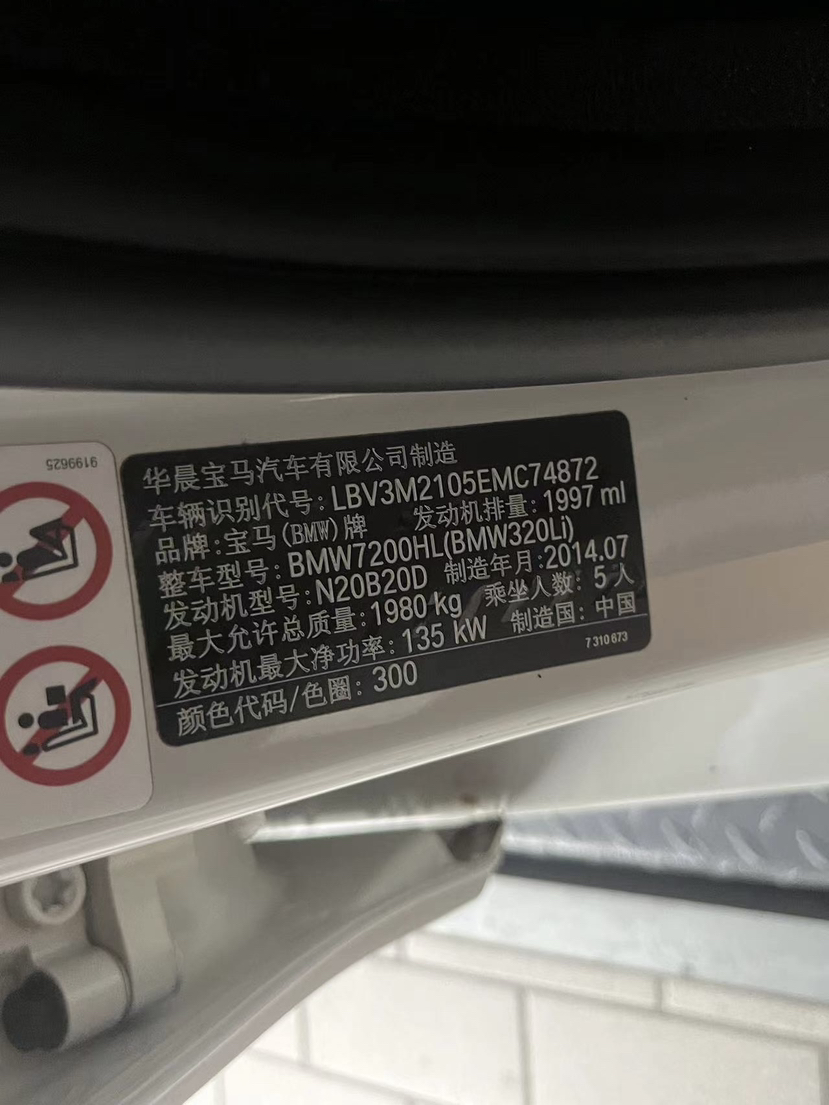 9199625
华晨宝马汽车有限公司制造
车辆识别代号: LBV3M2105EMC74872
品牌: 宝马(BMW)牌 发动机排量: 1997 ml
整车型号: BMW7200HL(BMW320Li)
发动机型号: N20B20D 制造年月: 2014.07
最大允许总质量: 1980 kg 乘坐人数: 5 人
发动机最大净功率: 135 kW 制造国: 中国
颜色代码/色圈: 300 7310673